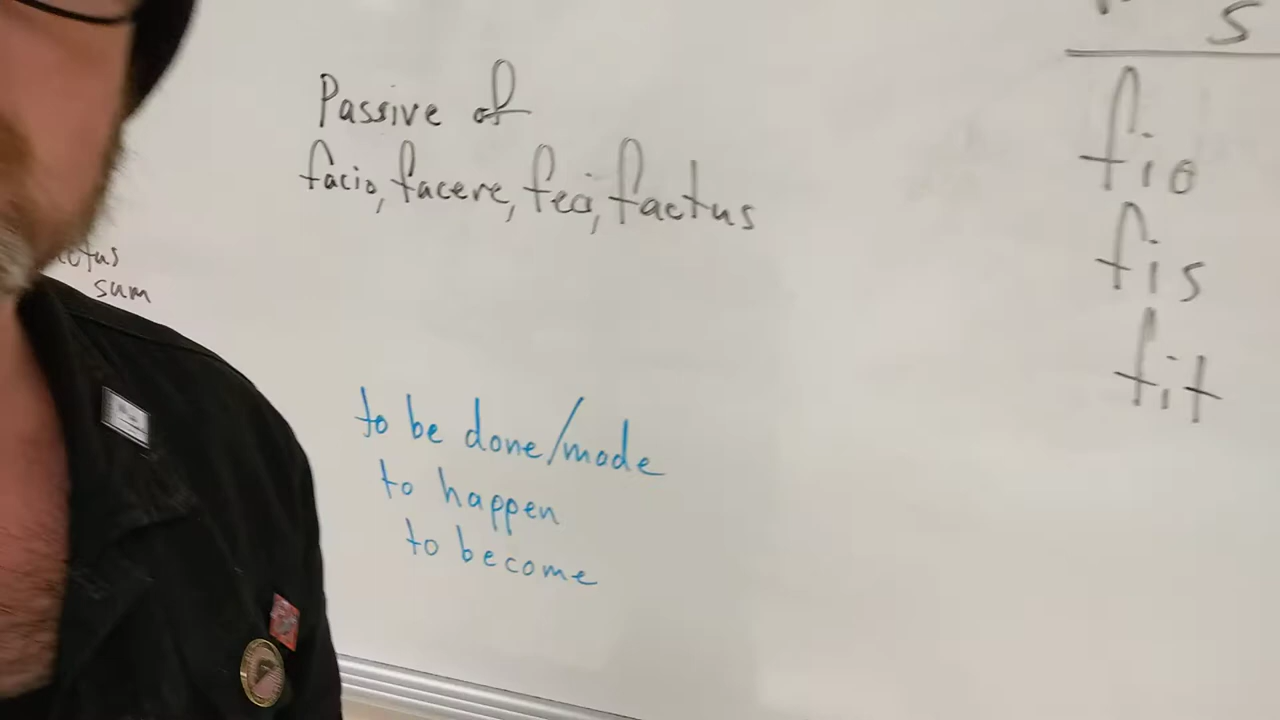 Passive of
facio, facere, feci, factus
sum
to be done/made
to happen
to become
s
fio
fis
fit